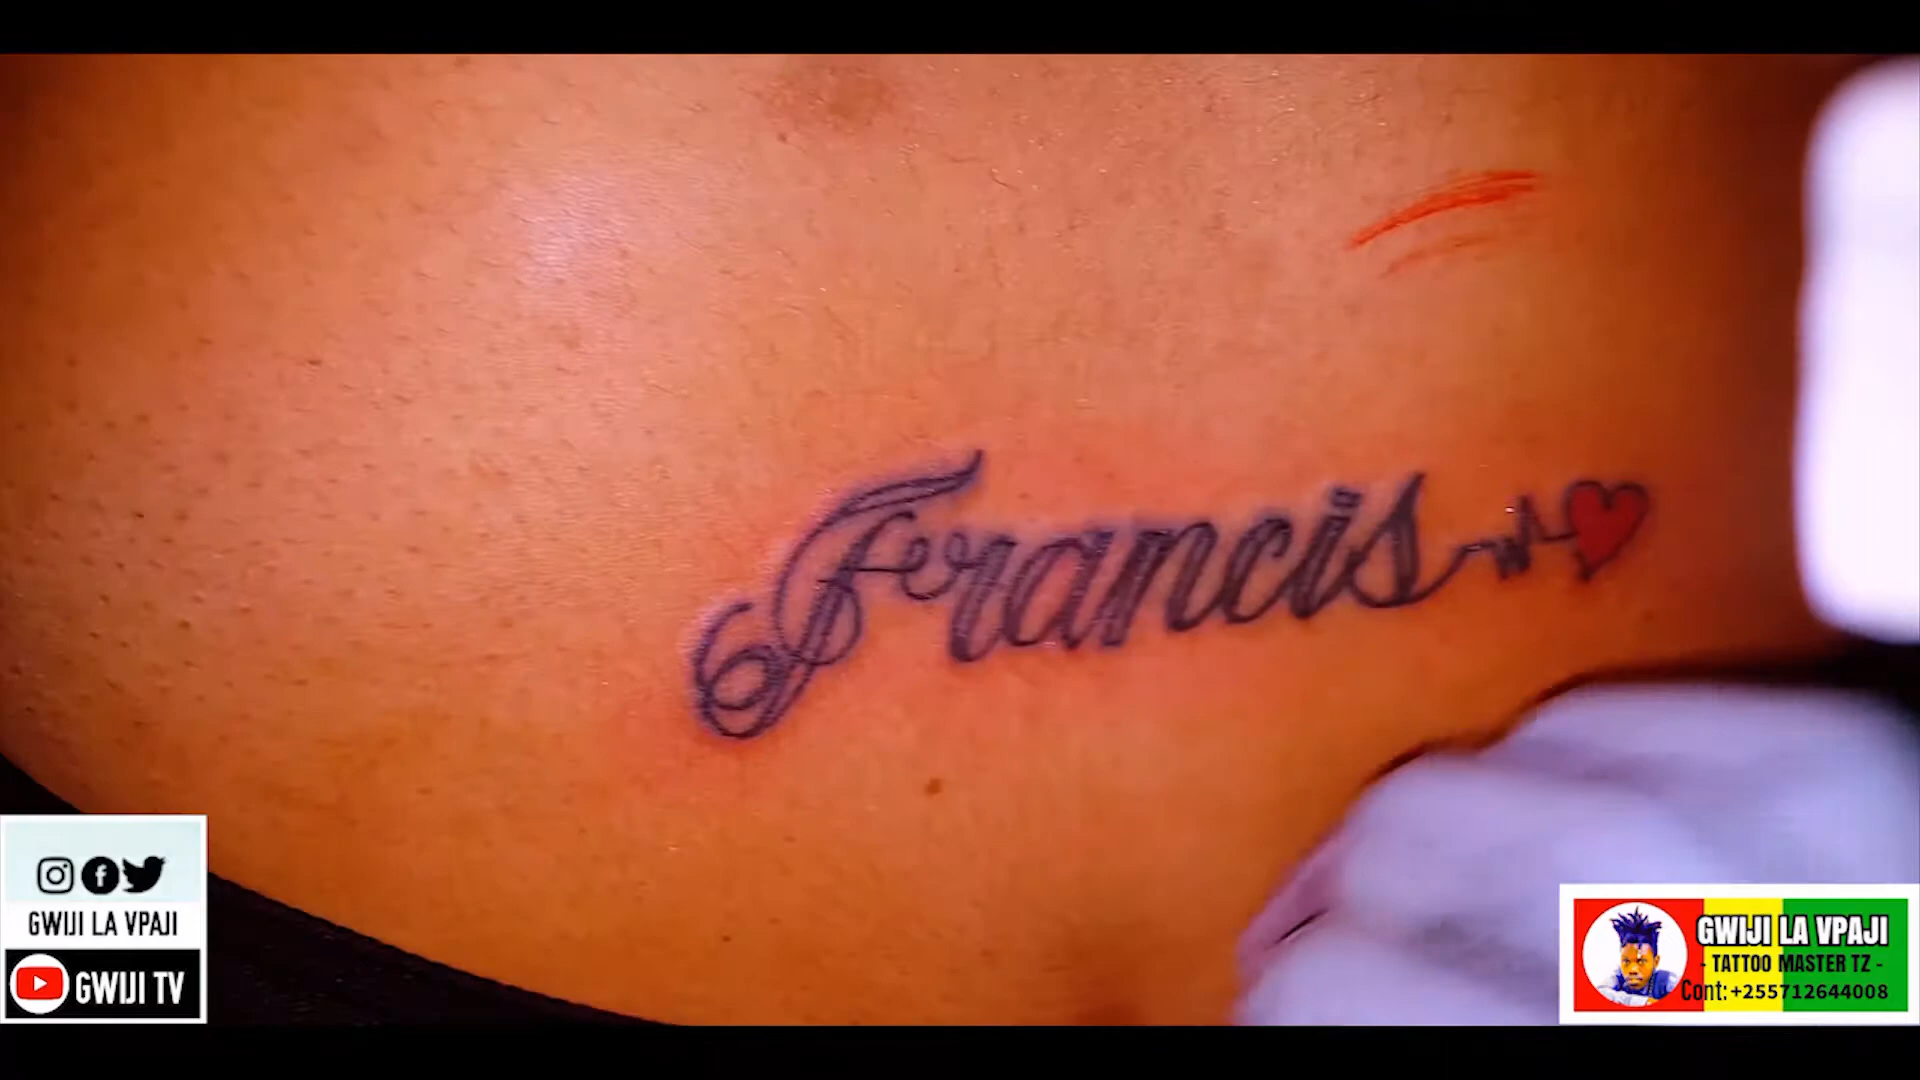 Francis
GWIJI LA VPAJI
GWIJI TV
GWIJI LA VPAJI
- TATTOO MASTER TZ -
Cont: +255712644008